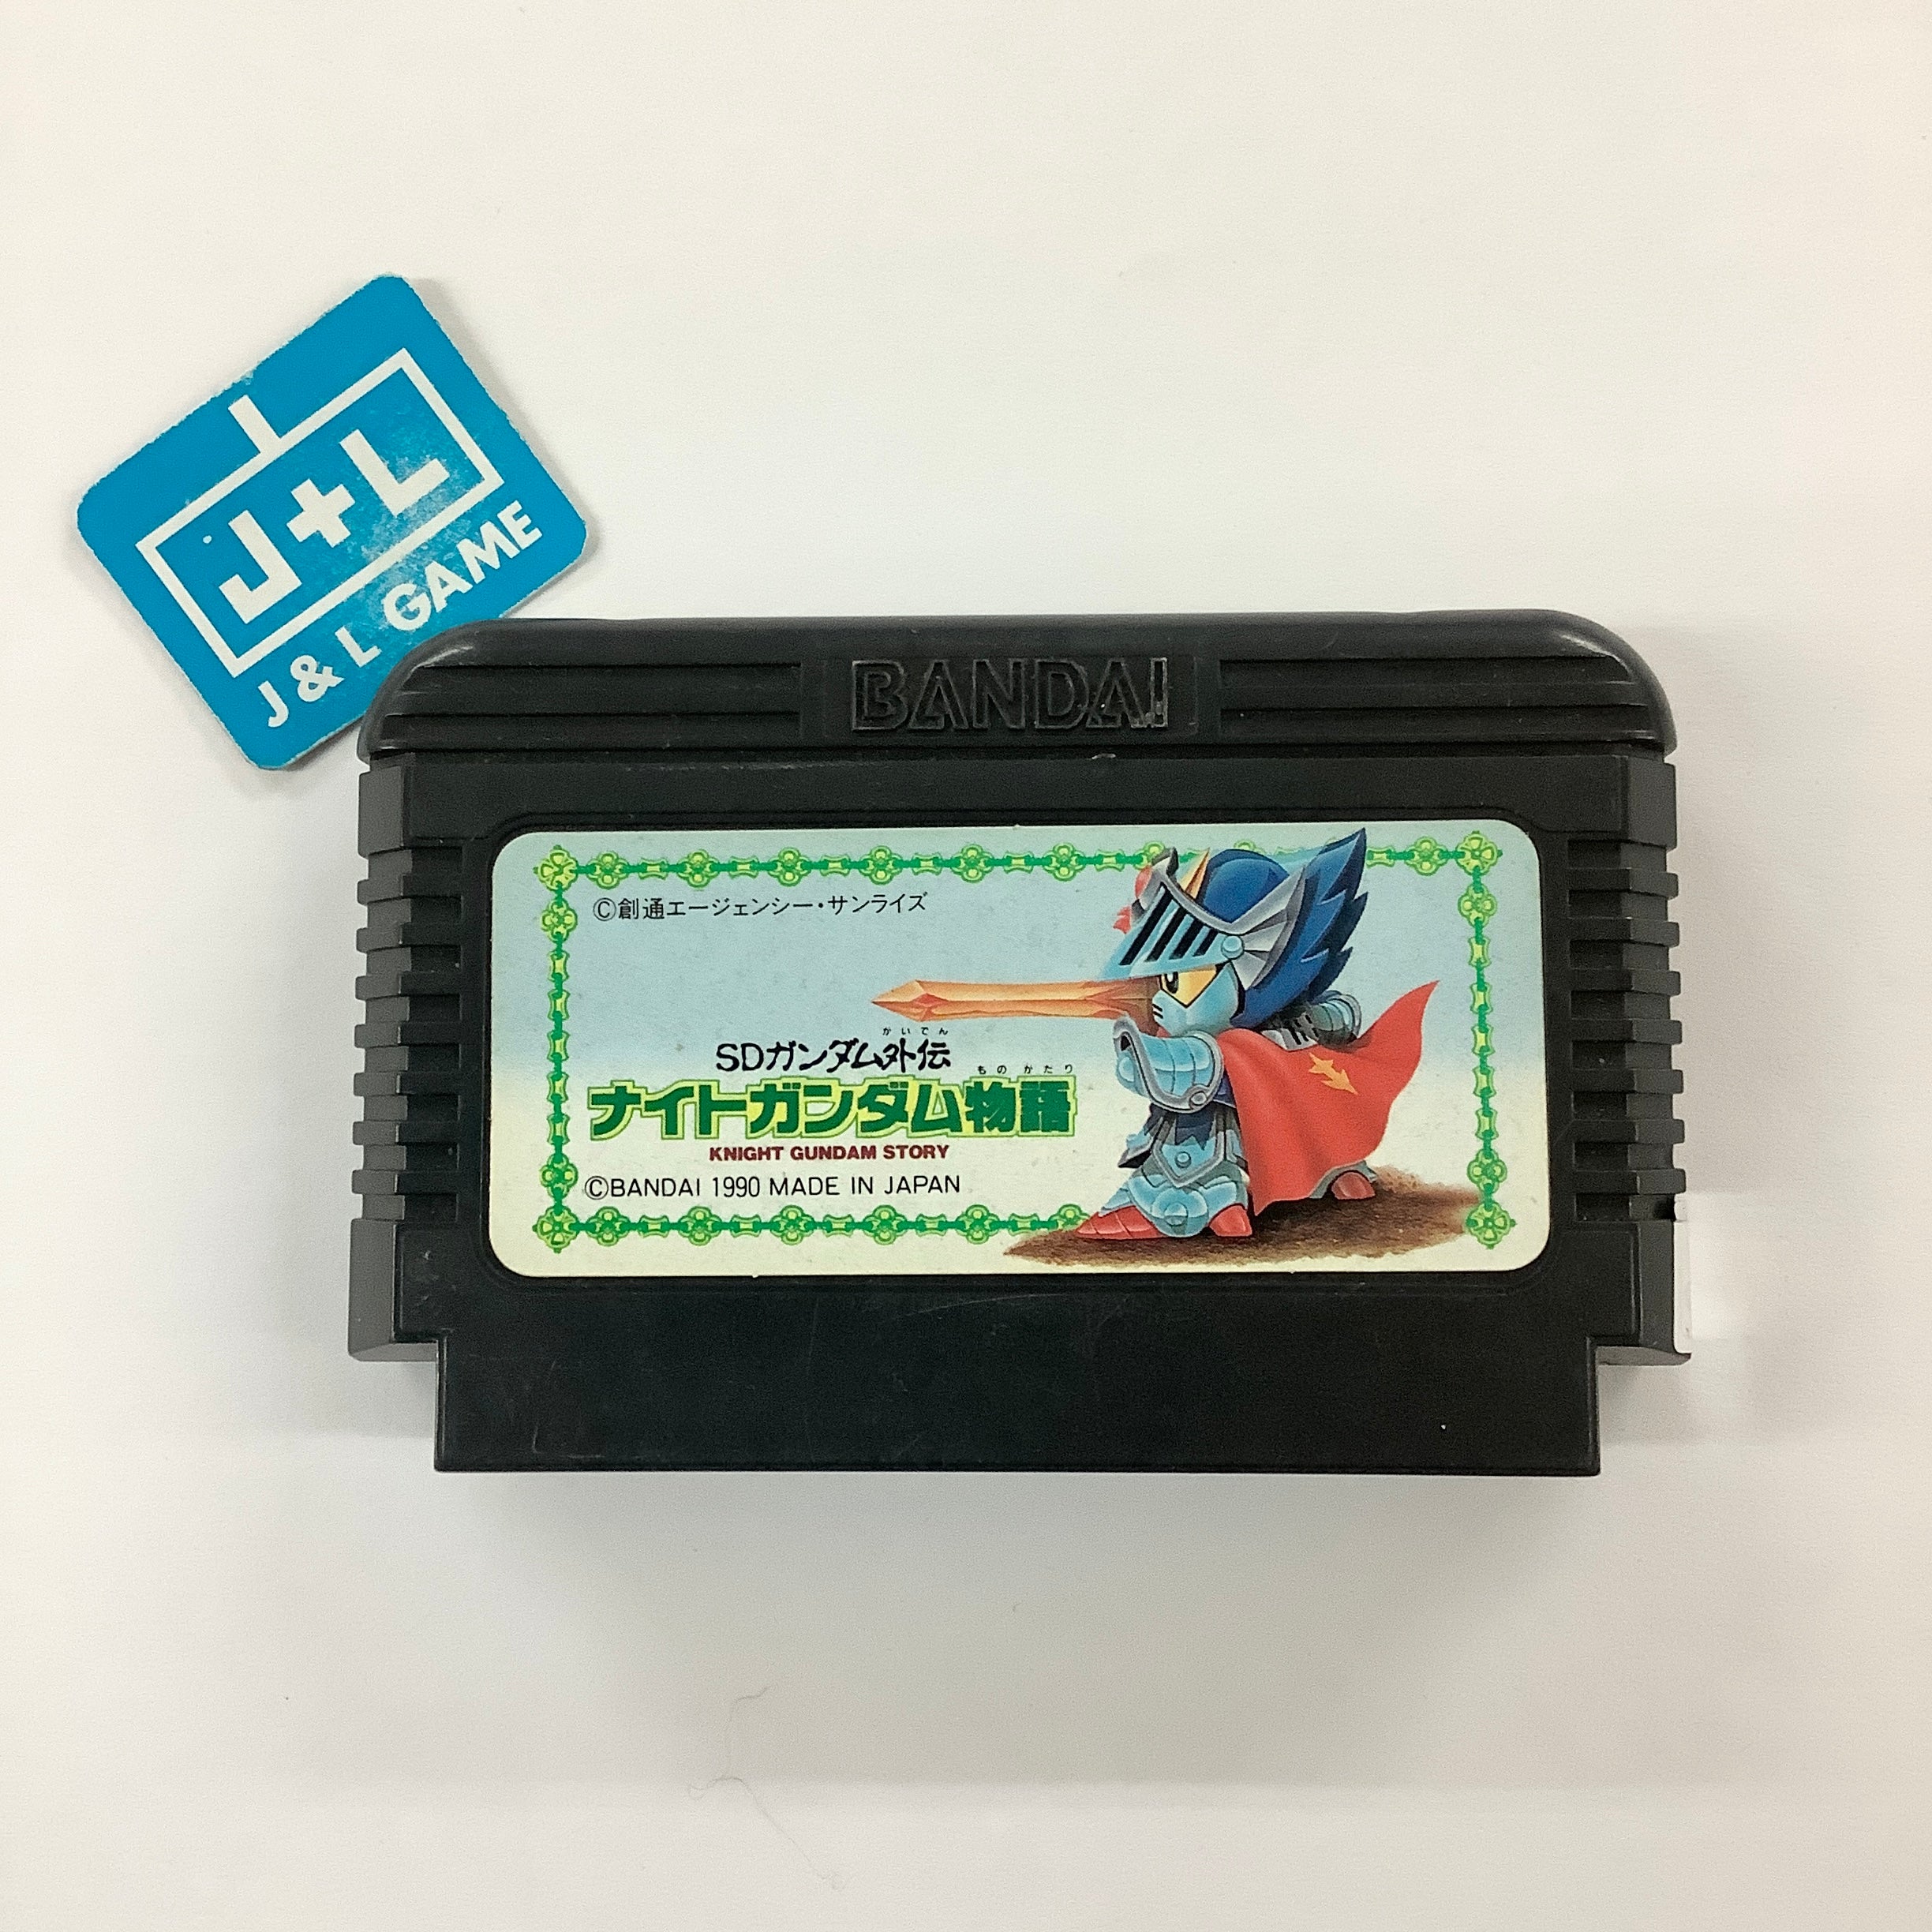 J+L
J & L GAME
BANDAI
©創通エージェンシー・サンライズ
がいでん
SDガンダム外伝
ものがたり
ナイトガンダム物語
KNIGHT GUNDAM STORY
©BANDAI 1990 MADE IN JAPAN